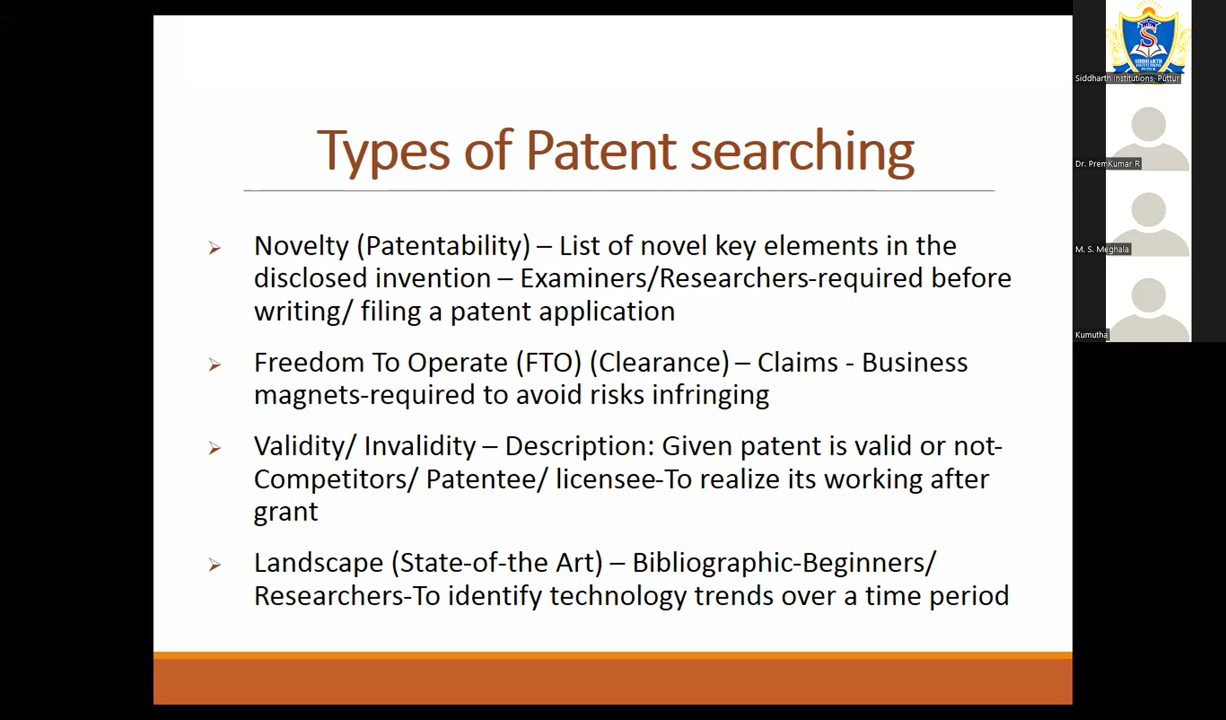 Types of Patent searching
Novelty (Patentability) – List of novel key elements in the
disclosed invention – Examiners/Researchers-required before
writing/ filing a patent application
Freedom To Operate (FTO) (Clearance) – Claims - Business
magnets-required to avoid risks infringing
Validity/ Invalidity – Description: Given patent is valid or not-
Competitors/ Patentee/ licensee-To realize its working after
grant
Landscape (State-of-the Art) – Bibliographic-Beginners/
Researchers-To identify technology trends over a time period
S
SIDDHARTH
INSTITUTIONS
PUTTUR
Siddharth Institutions, Puttur
Dr. PremKumar R
M. S. Meghala
Kumutha